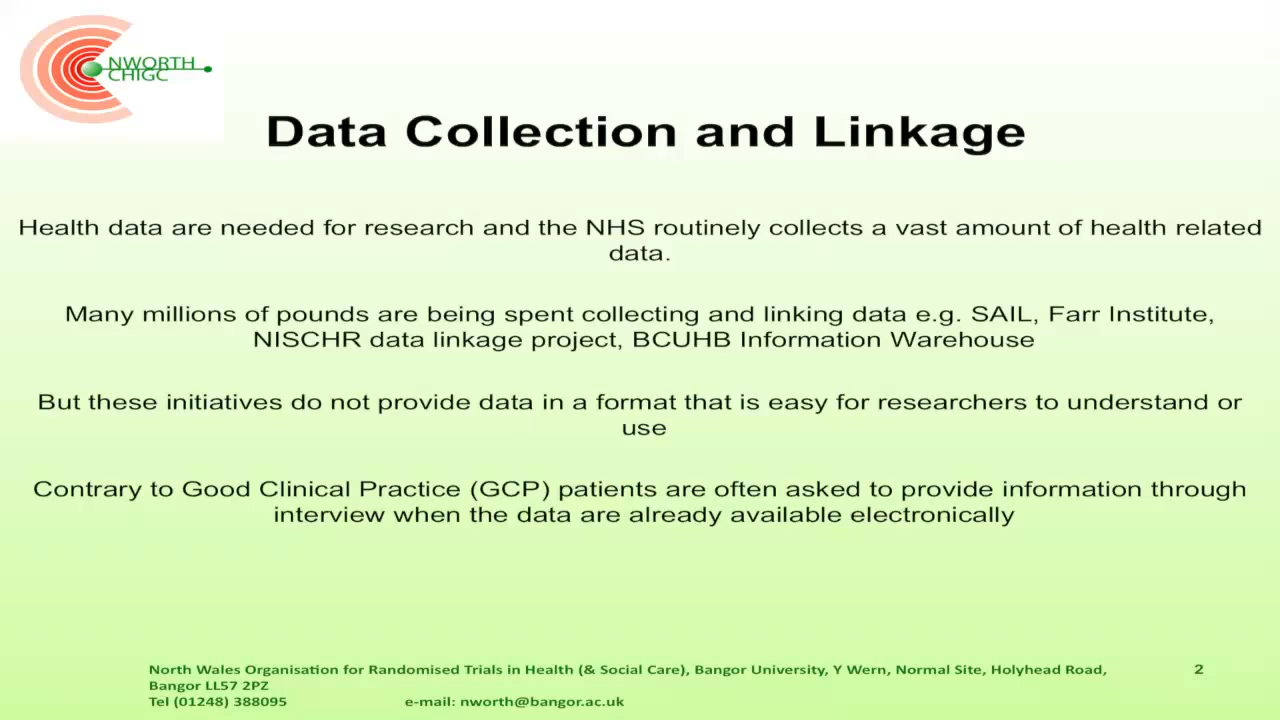 NWORTH
CHIGC
Data Collection and Linkage
Health data are needed for research and the NHS routinely collects a vast amount of health related
data.
Many millions of pounds are being spent collecting and linking data e.g. SAIL, Farr Institute,
NISCHR data linkage project, BCUHB Information Warehouse
But these initiatives do not provide data in a format that is easy for researchers to understand or
use
Contrary to Good Clinical Practice (GCP) patients are often asked to provide information through
interview when the data are already available electronically
North Wales Organisation for Randomised Trials in Health (& Social Care), Bangor University, Y Wern, Normal Site, Holyhead Road,
Bangor LL57 2PZ
Tel (01248) 388095 e-mail: nworth@bangor.ac.uk
2